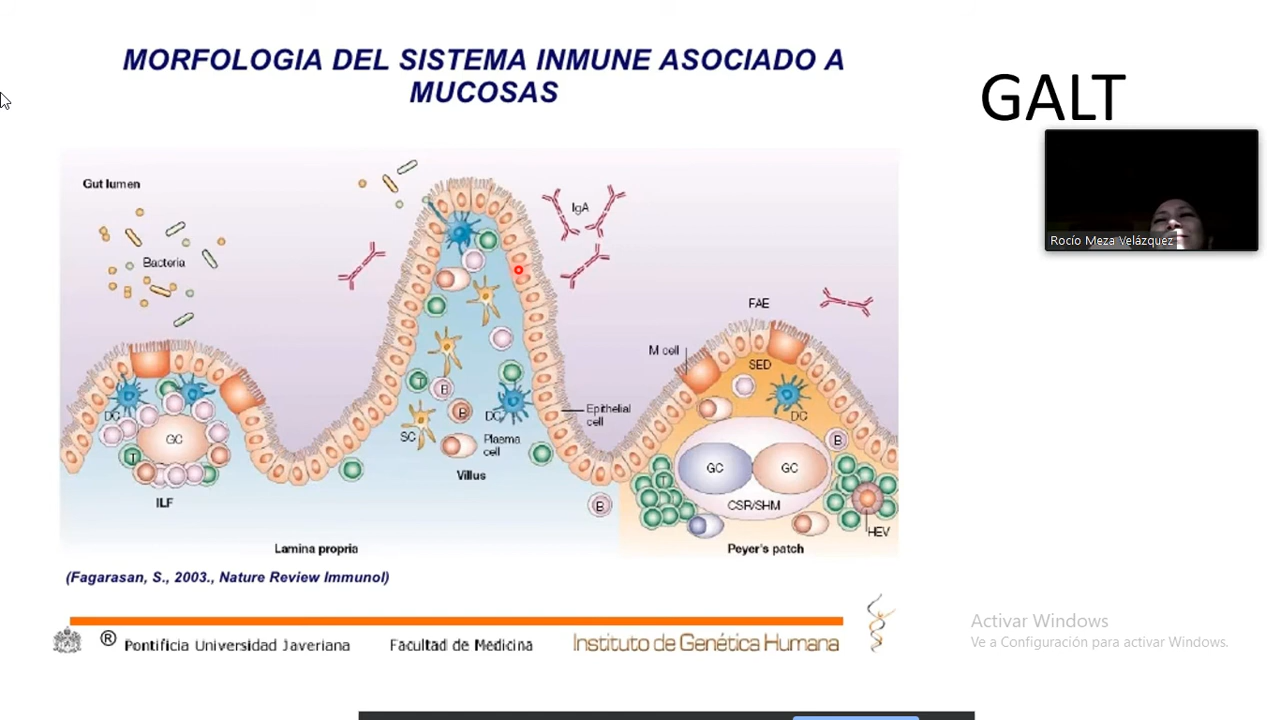 MORFOLOGIA DEL SISTEMA INMUNE ASOCIADO A
MUCOSAS
GALT
Rocío Meza Velázquez
Gut lumen
Bacteria
IgA
FAE
M cell
SED
DC
GC
T
ILF
T
B
B
SC
DC
Plasma
cell
Villus
Epithelial
cell
B
DC
B
GC
GC
T
CSR/SHM
HEV
Lamina propria
Peyer's patch
(Fagarasan, S., 2003., Nature Review Immunol)
® Pontificia Universidad Javeriana Facultad de Medicina Instituto de Genética Humana
Activar Windows
Ve a Configuración para activar Windows.